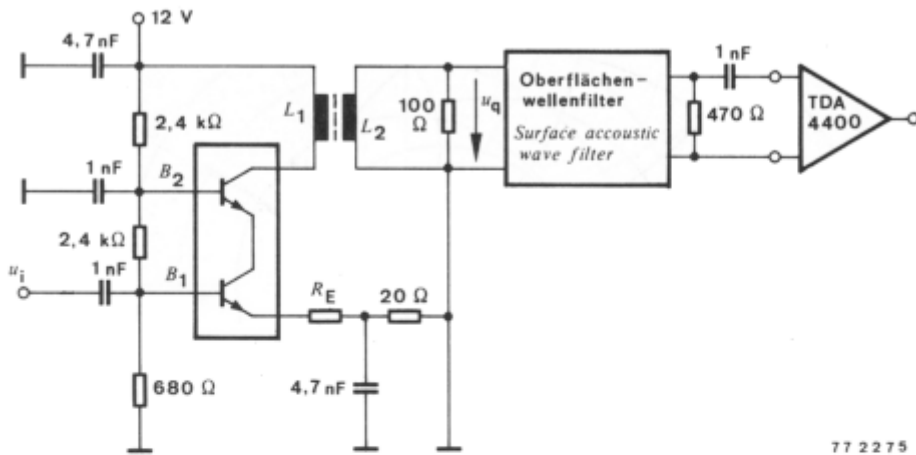 12 V
4,7 nF
2,4 kΩ
1 nF
B2
2,4 kΩ
ui
1 nF
B1
680 Ω
L1
L2
100
Ω
uq
RE
20 Ω
4,7 nF
Oberflächen-
wellenfilter
Surface accoustic
wave filter
1 nF
470 Ω
TDA
4400
77 2275